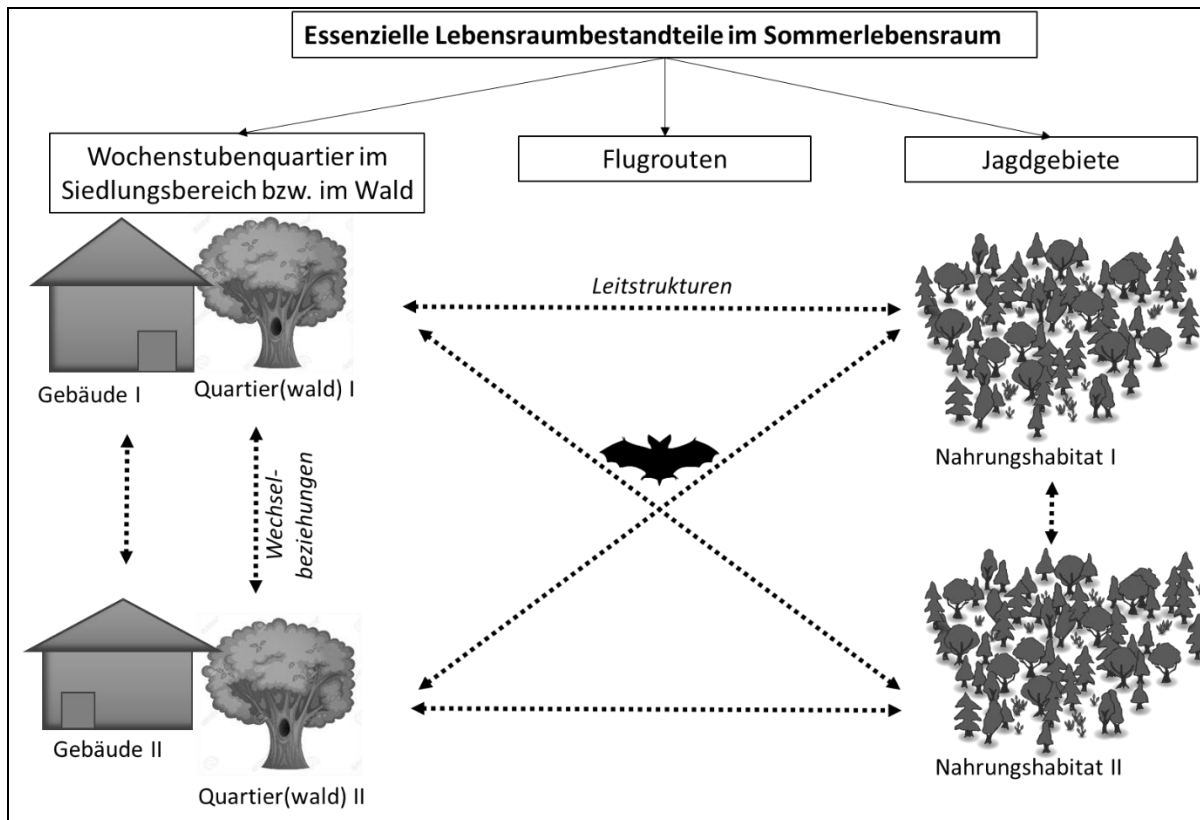 Essenzielle Lebensraumbestandteile im Sommerlebensraum
Wochenstubenquartier im
Siedlungsbereich bzw. im Wald
Flugrouten
Jagdgebiete
Leitstrukturen
Gebäude I
Quartier(wald) I
Nahrungshabitat I
Wechsel-
beziehungen
Gebäude II
Quartier(wald) II
Nahrungshabitat II